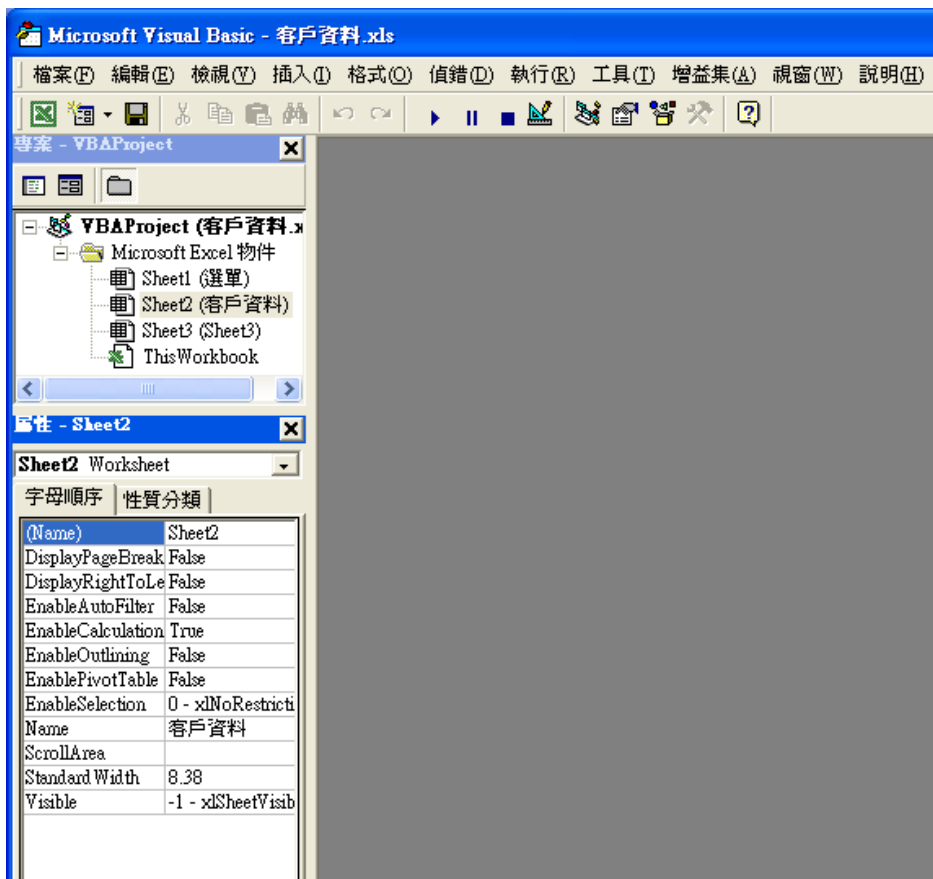 Microsoft Visual Basic - 客戶資料.xls
檔案(F) 編輯(E) 檢視(V) 插入(I) 格式(O) 偵錯(D) 執行(R) 工具(T) 增益集(A) 視窗(W) 說明(H)
專案 - VBAProject
VBAProject (客戶資料.x
Microsoft Excel 物件
Sheet1 (選單)
Sheet2 (客戶資料)
Sheet3 (Sheet3)
ThisWorkbook
屬性 - Sheet2
Sheet2 Worksheet
字母順序 性質分類
(Name) Sheet2
DisplayPageBreak False
DisplayRightToLe False
EnableAutoFilter False
EnableCalculation True
EnableOutlining False
EnablePivotTable False
EnableSelection 0 - xlNoRestricti
Name 客戶資料
ScrollArea
StandardWidth 8.38
Visible -1 - xlSheetVisib